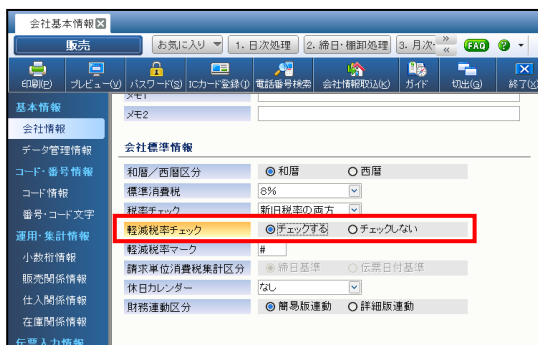 会社基本情報
販売 お気に入り 1. 日次処理 2. 締日・棚卸処理 3. 月次 FAQ
印刷(P) プレビュー(V) パスワード(S) ICカード登録(I) 電話番号検索 会社情報取込(K) ガイド 切出(G) 終了(X)
基本情報
会社情報
データ管理情報
コード・番号情報
コード情報
番号・コード文字
運用・集計情報
小数桁情報
販売関係情報
仕入関係情報
在庫関係情報
伝票入力情報
メモ1
メモ2
会社標準情報
和暦／西暦区分 和暦 西暦
標準消費税 8%
税率チェック 新旧税率の両方
軽減税率チェック チェックする チェックしない
軽減税率マーク #
請求単位消費税集計区分 締日基準 伝票日付基準
休日カレンダー なし
財務連動区分 簡易版連動 詳細版連動